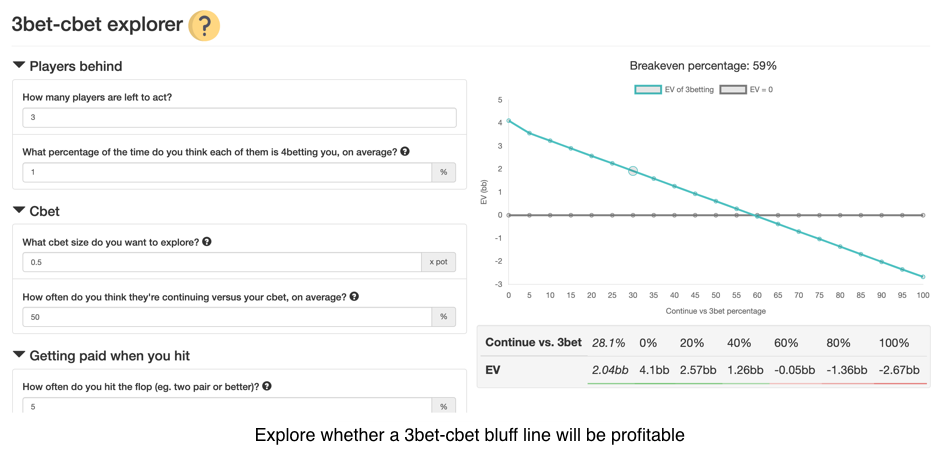 3bet-cbet explorer ?
Players behind
How many players are left to act?
3
What percentage of the time do you think each of them is 4betting you, on average? ?
1 %
Cbet
What cbet size do you want to explore? ?
0.5 x pot
How often do you think they're continuing versus your cbet, on average? ?
50 %
Getting paid when you hit
How often do you hit the flop (eg. two pair or better)? ?
5 %
Breakeven percentage: 59%
EV of 3betting EV = 0
5
4
3
2
1
0
-1
-2
-3
EV (bb)
0 5 10 15 20 25 30 35 40 45 50 55 60 65 70 75 80 85 90 95 100
Continue vs 3bet percentage
Continue vs. 3bet 28.1% 0% 20% 40% 60% 80% 100%
EV 2.04bb 4.1bb 2.57bb 1.26bb -0.05bb -1.36bb -2.67bb
Explore whether a 3bet-cbet bluff line will be profitable